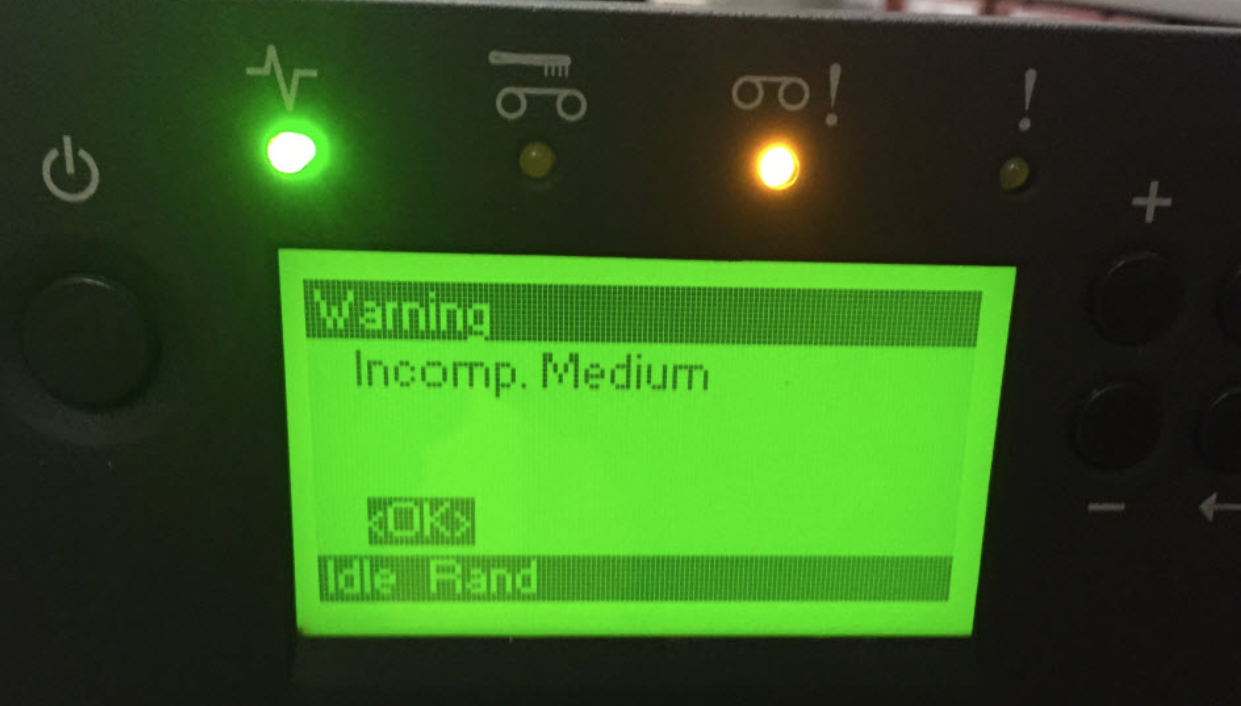 !
!
+
Warning
Incomp. Medium
<OK>
Idle Rand
−
←